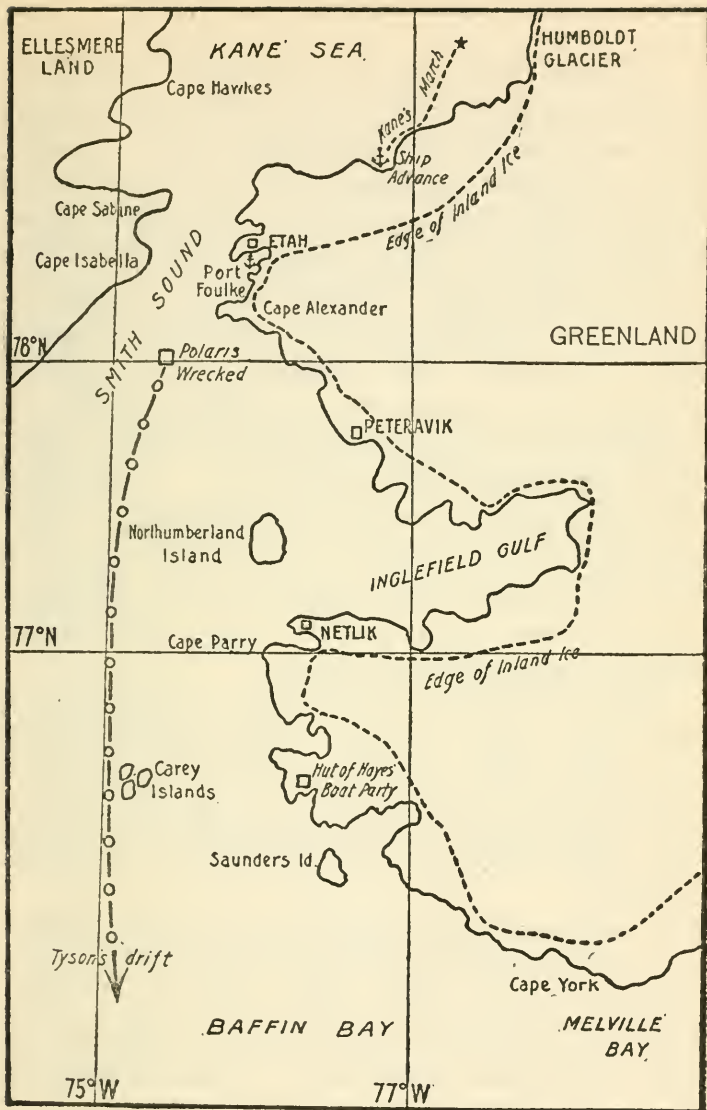 ELLESMERE
LAND
KANE SEA
HUMBOLDT
GLACIER
Cape Hawkes
Kane's March
Ship
Advance
Edge of Inland Ice
Cape Sabine
ETAH
Cape Isabella
Port
Foulke
SMITH SOUND
Cape Alexander
GREENLAND
78°N
Polaris
Wrecked
PETERAVIK
Northumberland
Island
INGLEFIELD GULF
NETLIK
77°N
Cape Parry
Edge of Inland Ice
Carey
Islands
Hut of Hayes'
Boat Party
Saunders Id.
Tyson's drift
Cape York
BAFFIN BAY
MELVILLE
BAY
75°W
77°W